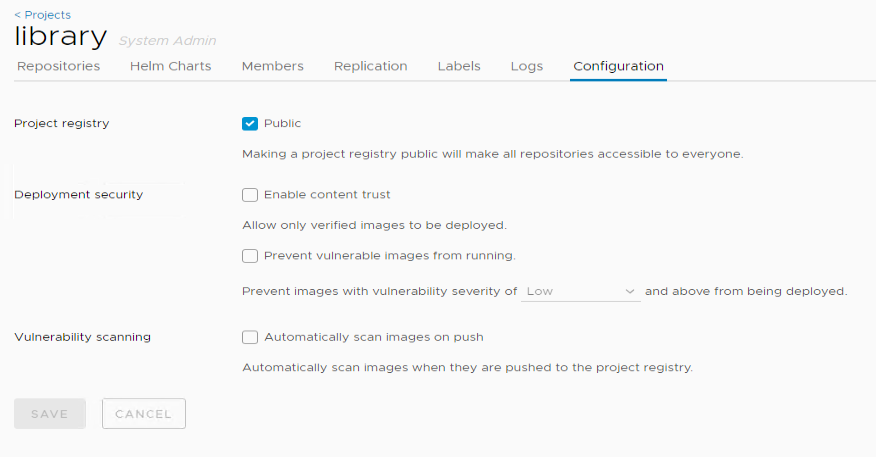 < Projects
library System Admin
Repositories Helm Charts Members Replication Labels Logs Configuration
Project registry Public
Making a project registry public will make all repositories accessible to everyone.
Deployment security Enable content trust
Allow only verified images to be deployed.
Prevent vulnerable images from running.
Prevent images with vulnerability severity of Low and above from being deployed.
Vulnerability scanning Automatically scan images on push
Automatically scan images when they are pushed to the project registry.
SAVE CANCEL